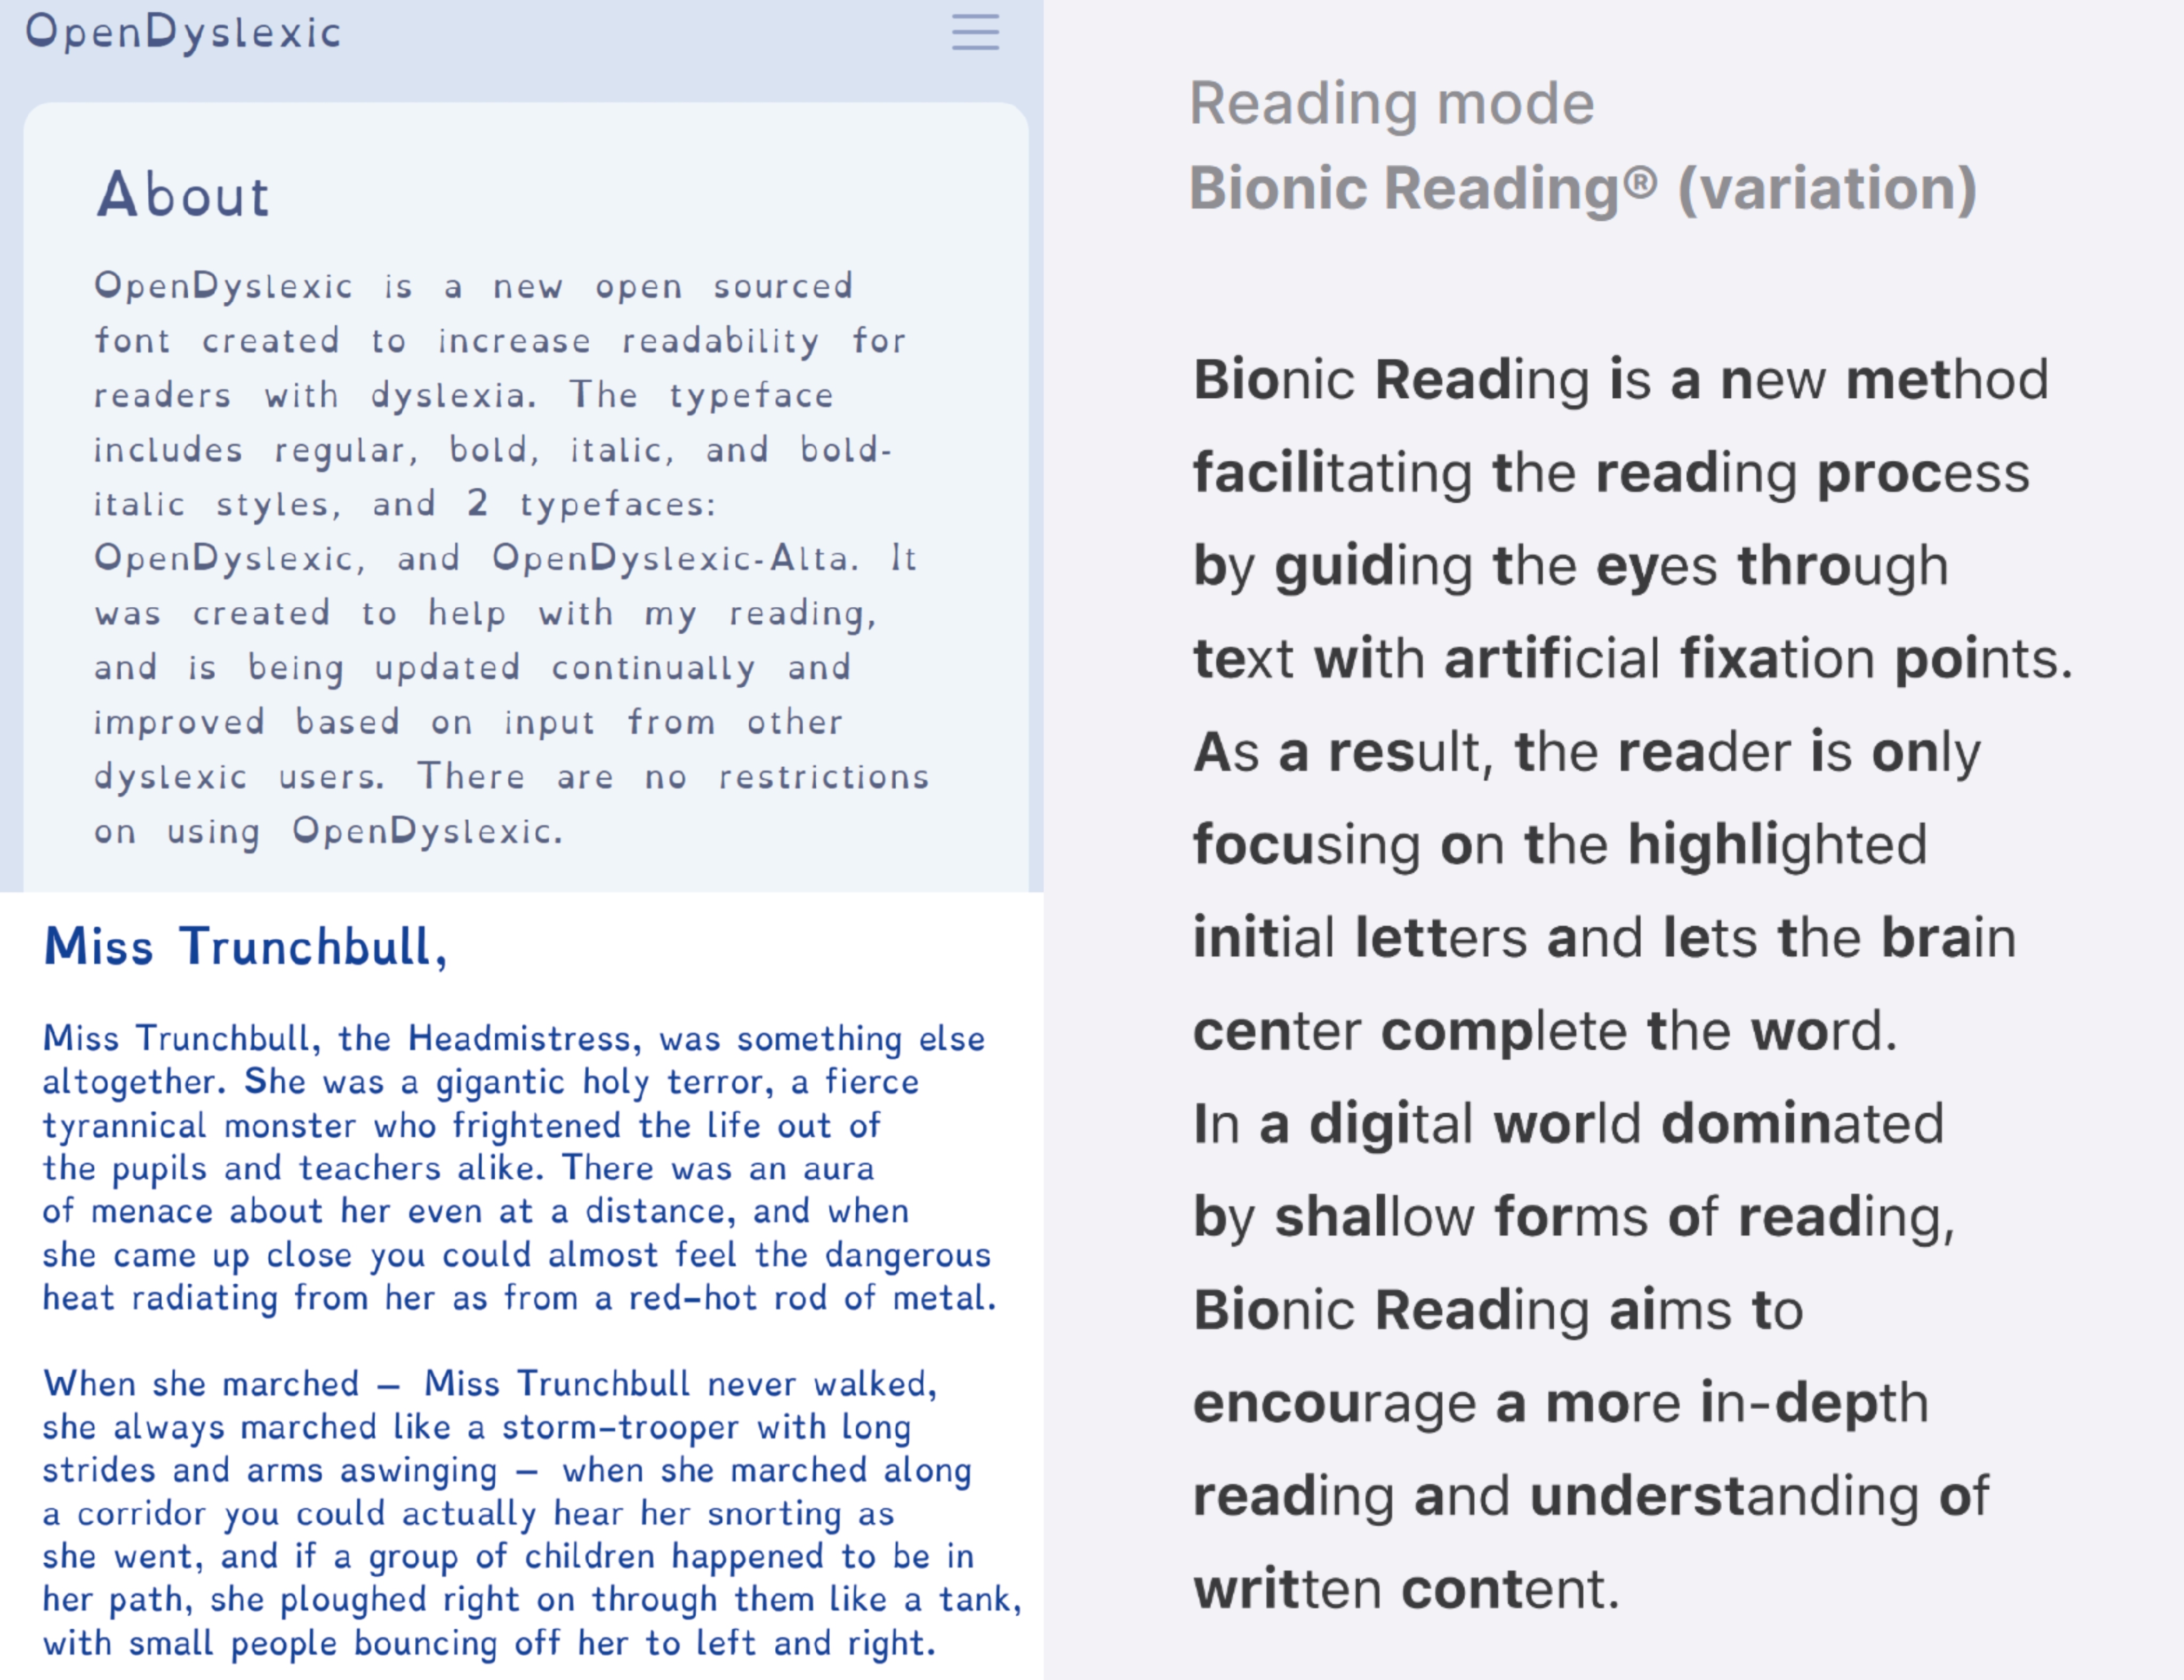 OpenDyslexic
About
OpenDyslexic is a new open sourced
font created to increase readability for
readers with dyslexia. The typeface
includes regular, bold, italic, and bold-
italic styles, and 2 typefaces:
OpenDyslexic, and OpenDyslexic-Alta. It
was created to help with my reading,
and is being updated continually and
improved based on input from other
dyslexic users. There are no restrictions
on using OpenDyslexic.
Miss Trunchbull,
Miss Trunchbull, the Headmistress, was something else
altogether. She was a gigantic holy terror, a fierce
tyrannical monster who frightened the life out of
the pupils and teachers alike. There was an aura
of menace about her even at a distance, and when
she came up close you could almost feel the dangerous
heat radiating from her as from a red-hot rod of metal.
When she marched – Miss Trunchbull never walked,
she always marched like a storm-trooper with long
strides and arms aswinging – when she marched along
a corridor you could actually hear her snorting as
she went, and if a group of children happened to be in
her path, she ploughed right on through them like a tank,
with small people bouncing off her to left and right.
Reading mode
Bionic Reading® (variation)
Bionic Reading is a new method
facilitating the reading process
by guiding the eyes through
text with artificial fixation points.
As a result, the reader is only
focusing on the highlighted
initial letters and lets the brain
center complete the word.
In a digital world dominated
by shallow forms of reading,
Bionic Reading aims to
encourage a more in-depth
reading and understanding of
written content.